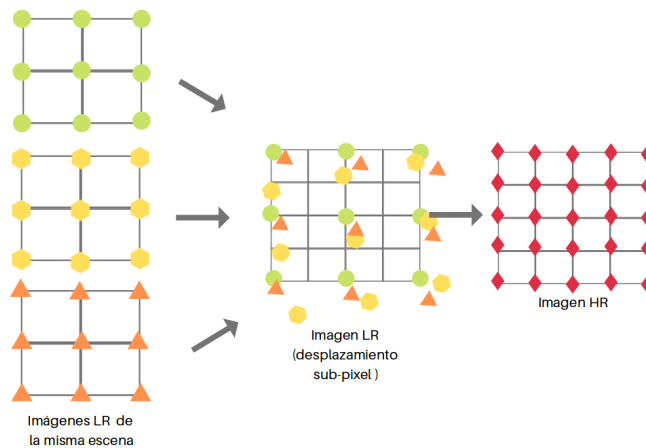 Imágenes LR de
la misma escena
Imagen LR
(desplazamiento
sub-pixel )
Imagen HR